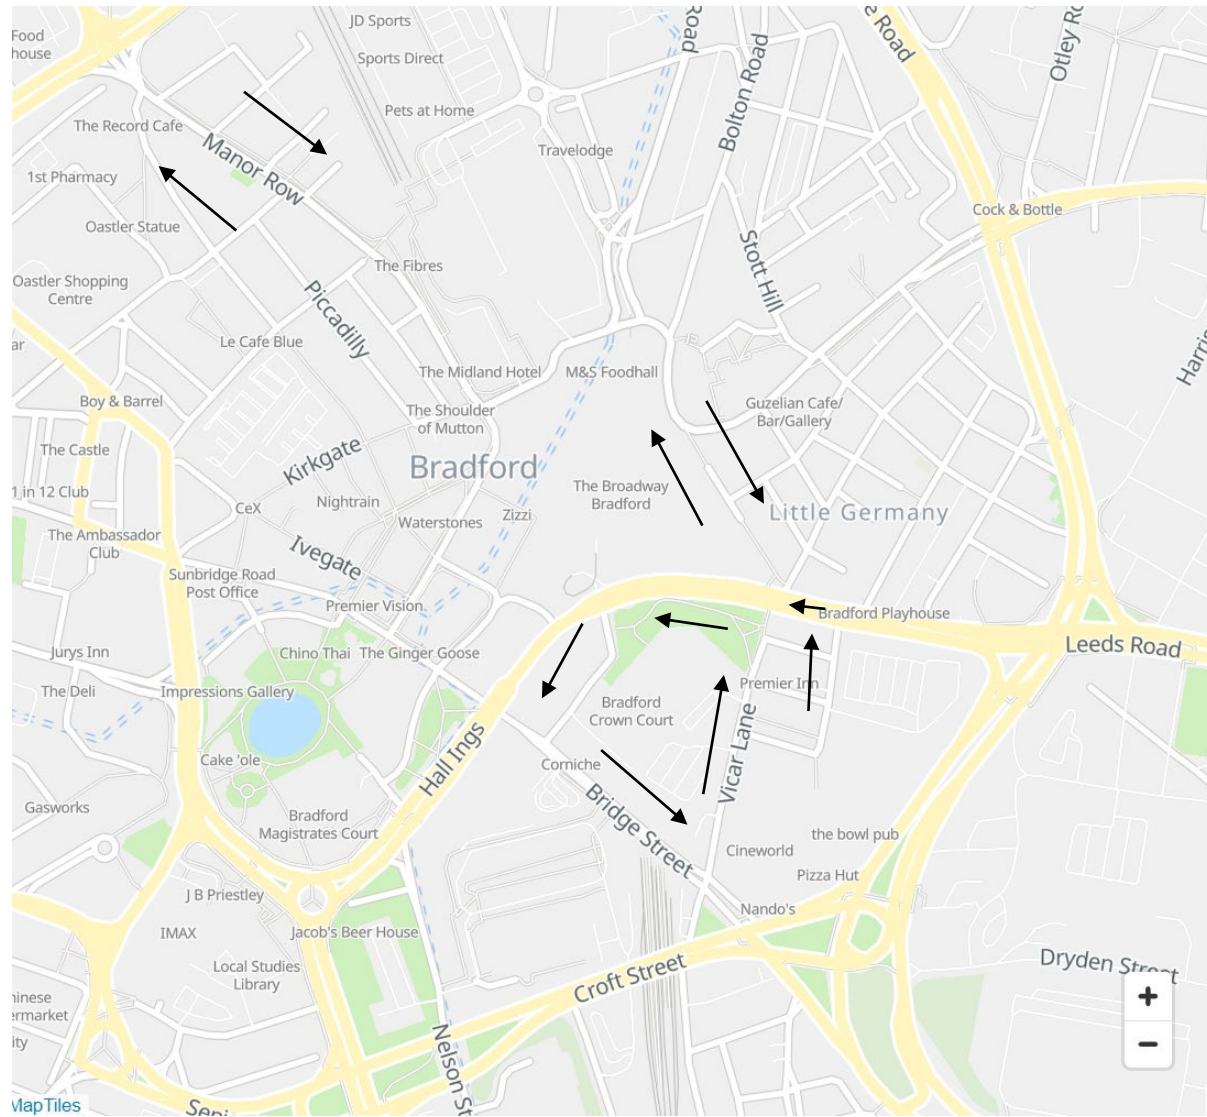 Food
house
JD Sports
Sports Direct
Pets at Home
The Record Cafe
Manor Row
1st Pharmacy
Oastler Statue
Travelodge
Road
Bolton Road
Road
Otley
Cock & Bottle
Stott Hill
The Fibres
Oastler Shopping
Centre
Piccadilly
Le Cafe Blue
The Midland Hotel
M&S Foodhall
Boy & Barrel
The Shoulder
of Mutton
Guzelian Cafe/
Bar/Gallery
The Castle
Kirkgate
Bradford
1 in 12 Club
Nightrain
CeX
Waterstones
Zizzi
The Broadway
Bradford
Little Germany
The Ambassador
Club
Ivegate
Sunbridge Road
Post Office
Premier Vision
Bradford Playhouse
Leeds Road
Jurys Inn
Chino Thai
The Ginger Goose
The Deli
Impressions Gallery
Premier Inn
Bradford
Crown Court
Vicar Lane
Hall Ings
Cake 'ole
Corniche
Bridge Street
Gasworks
Bradford
Magistrates Court
the bowl pub
Cineworld
Pizza Hut
J B Priestley
Nando's
IMAX
Jacob's Beer House
Local Studies
Library
Croft Street
Dryden Street
Nelson St
+
−
MapTiles